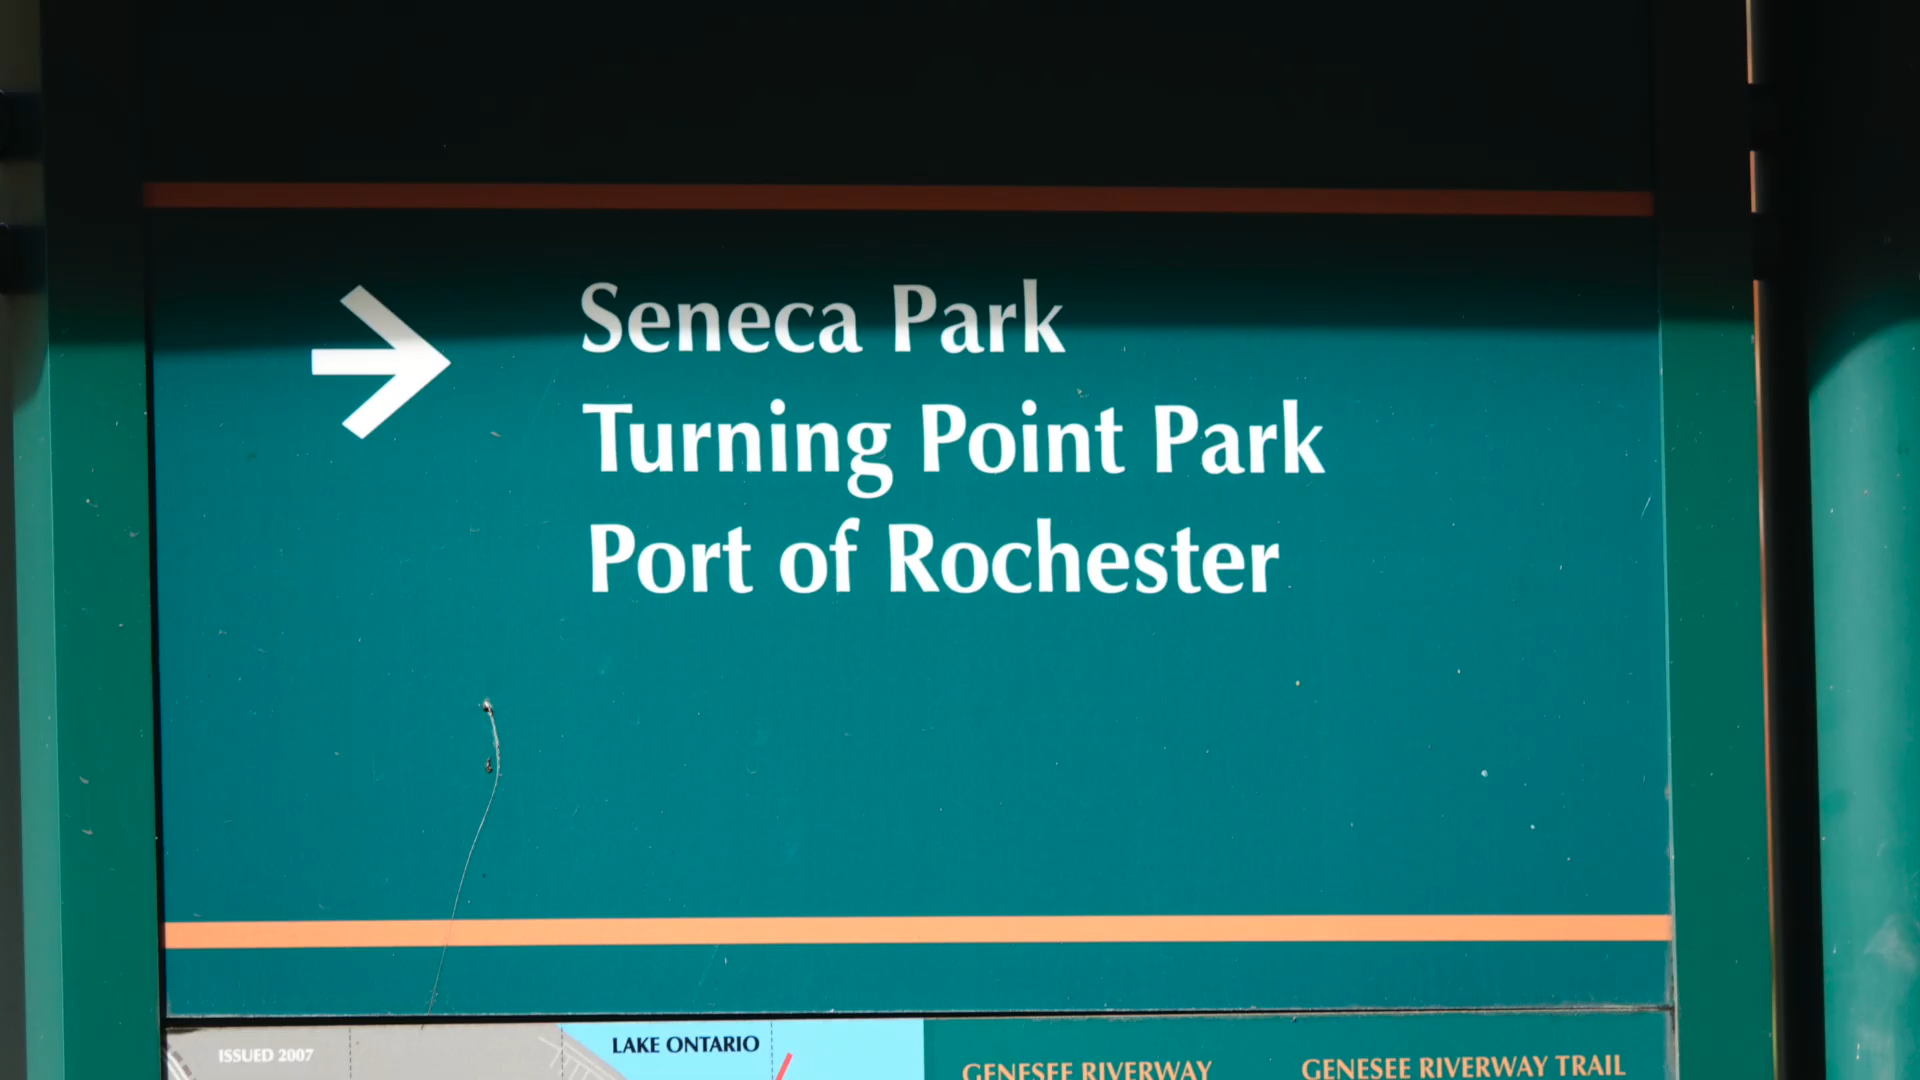 Seneca Park
Turning Point Park
Port of Rochester
ISSUED 2007
LAKE ONTARIO
GENESEE RIVERWAY
GENESEE RIVERWAY TRAIL